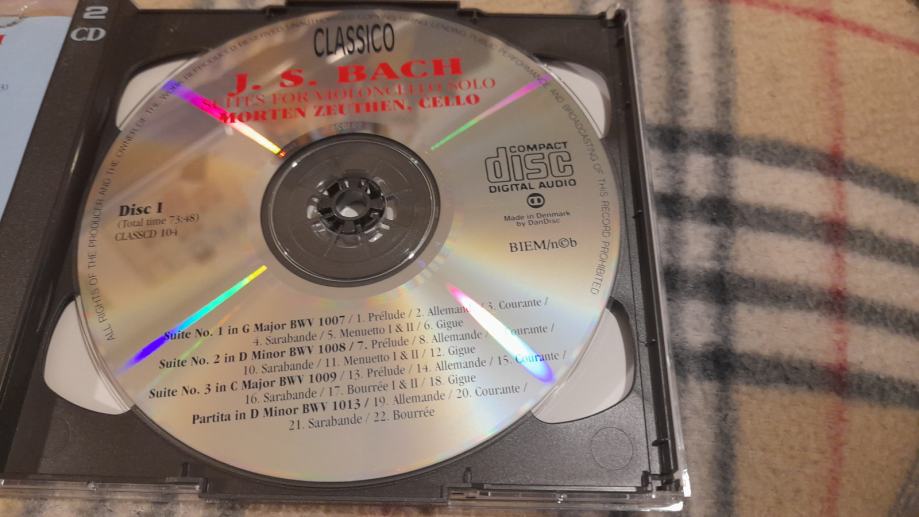 2
CD
CLASSICO
J. S. BACH
SUITES FOR VIOLONCELLO SOLO
MORTEN ZEUTHEN, CELLO
COMPACT
disc
DIGITAL AUDIO
Made in Denmark
by DanDisc
BIEM/n©b
Disc I
(Total time 73:48)
CLASSCD 104
Suite No. 1 in G Major BWV 1007 / 1. Prélude / 2. Allemande / 3. Courante /
4. Sarabande / 5. Menuetto I & II / 6. Gigue
Suite No. 2 in D Minor BWV 1008 / 7. Prélude / 8. Allemande / Courante /
10. Sarabande / 11. Menuetto I & II / 12. Gigue
Suite No. 3 in C Major BWV 1009 / 13. Prélude / 14. Allemande / 15. Courante /
16. Sarabande / 17. Bourrée I & II / 18. Gigue
Partita in D Minor BWV 1013 / 19. Allemande / 20. Courante /
21. Sarabande / 22. Bourrée
ALL RIGHTS OF THE PRODUCER AND THE OWNER OF THE WORK REPRODUCED RESERVED PUBLIC PERFORMANCE AND BROADCASTING OF THIS RECORD PROHIBITED